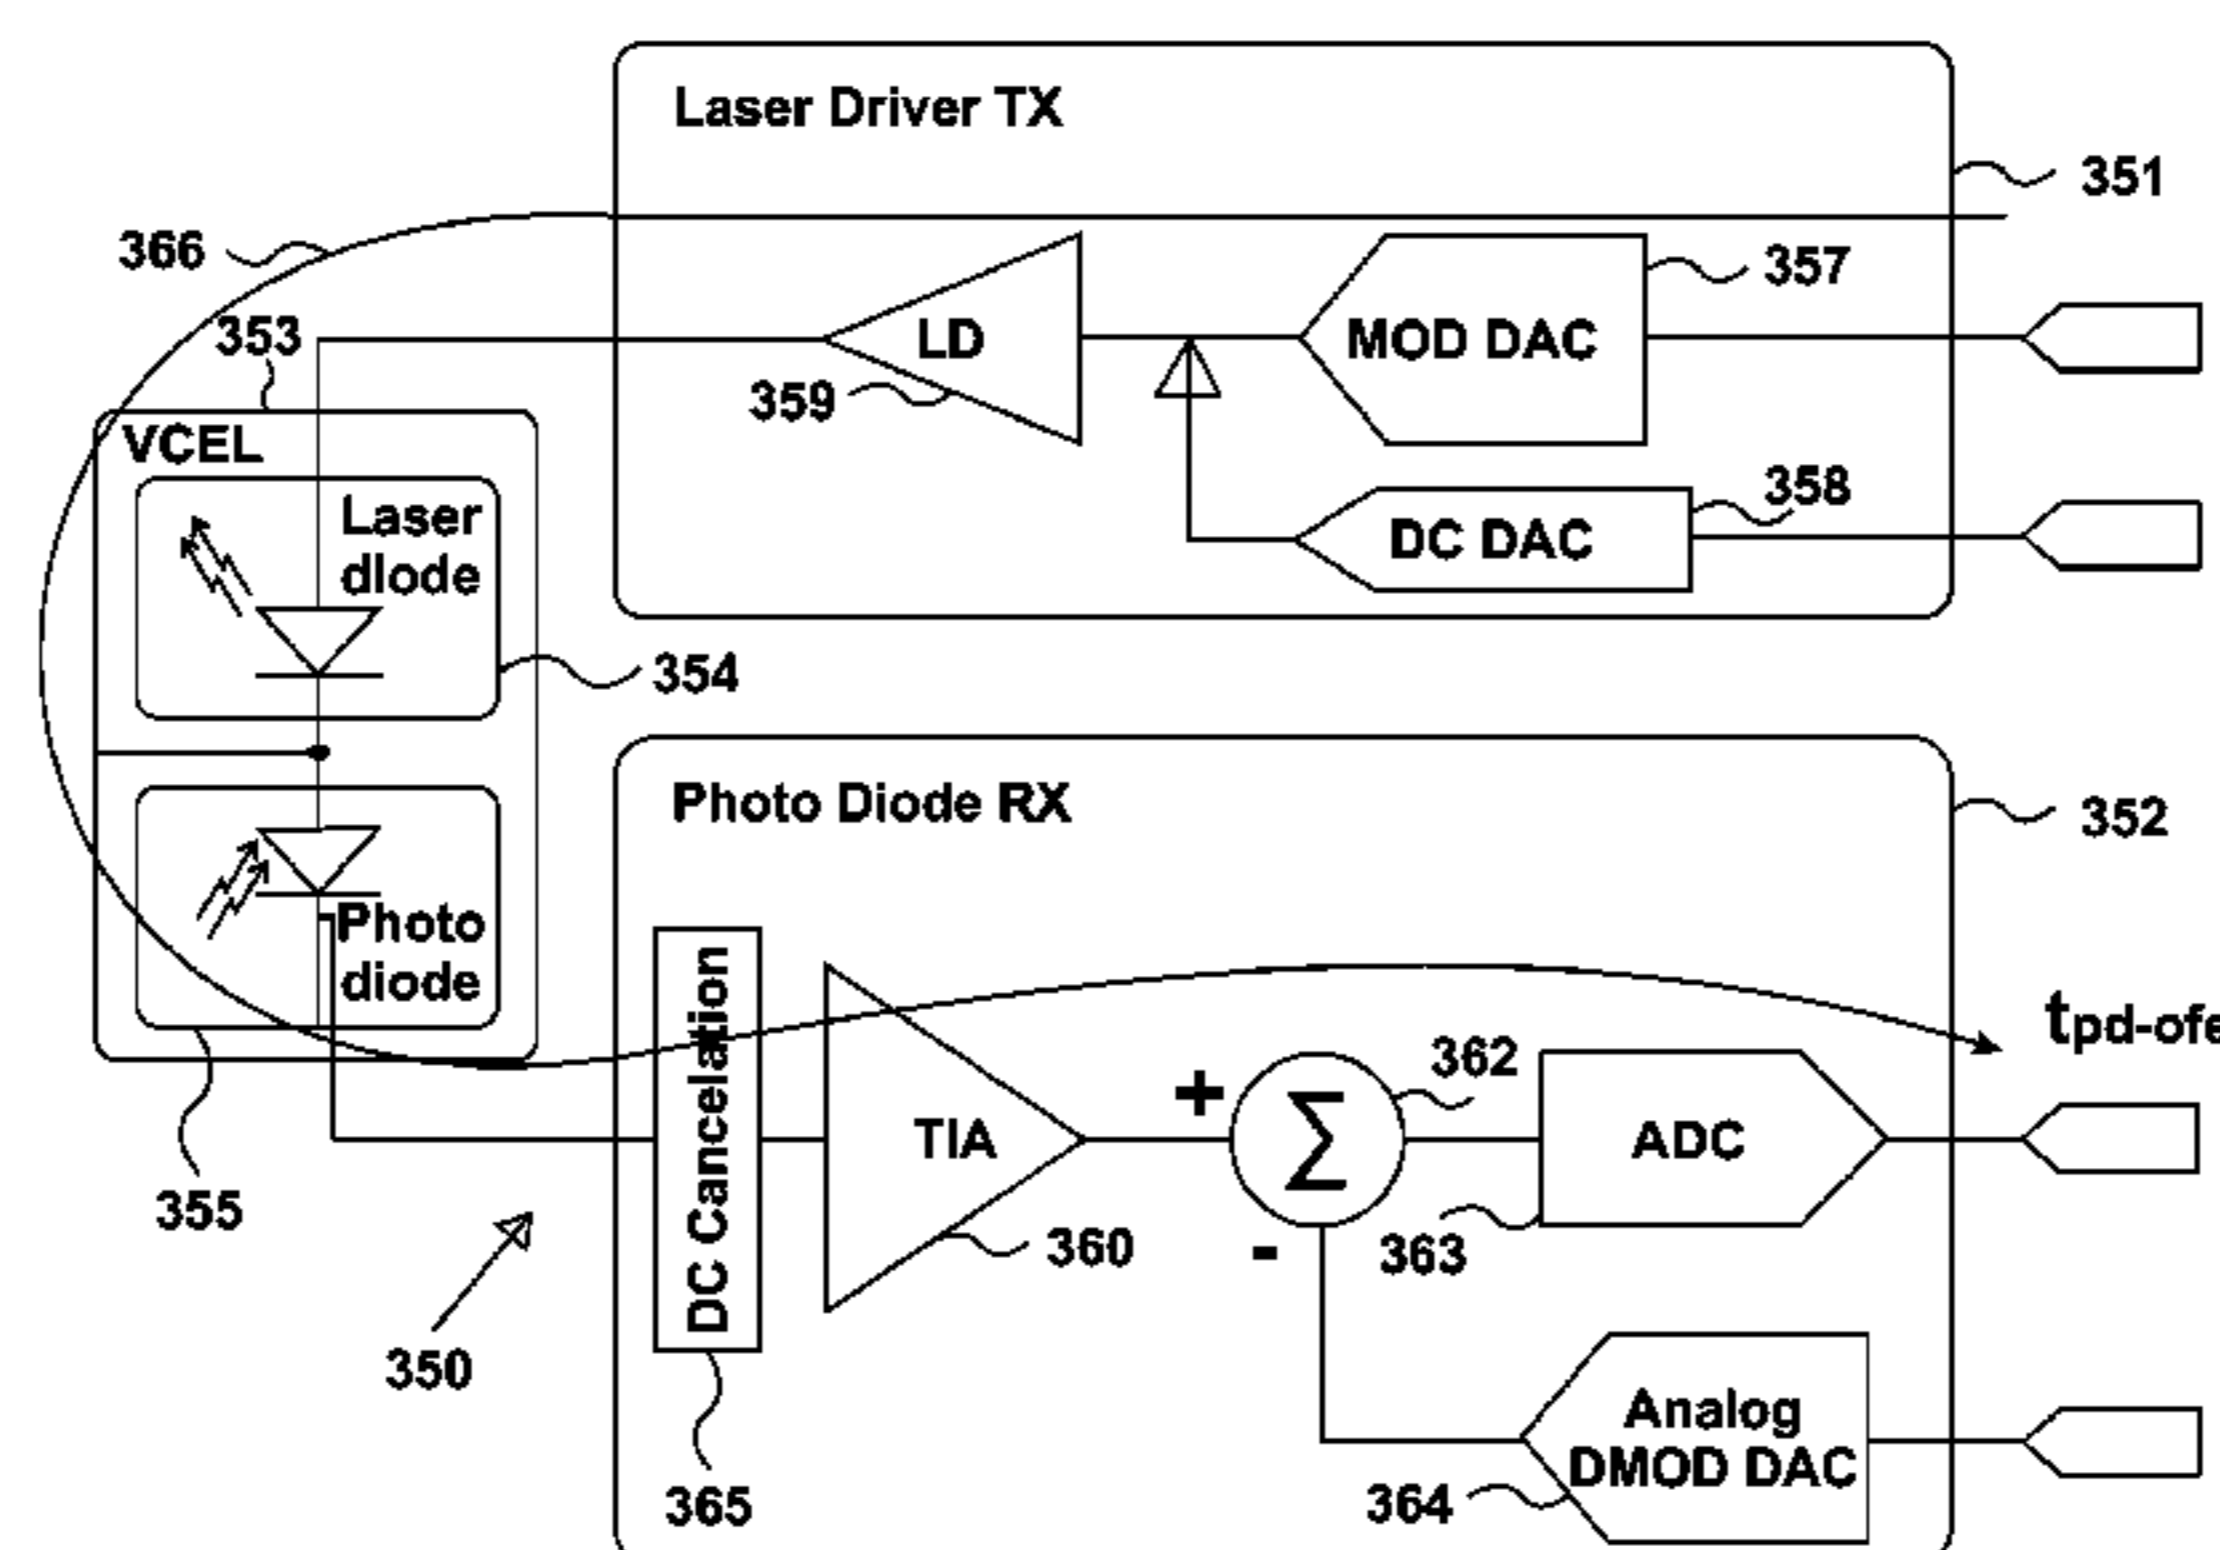 Laser Driver TX
351
366
357
353
LD
MOD DAC
359
VCEL
358
Laser
diode
DC DAC
354
Photo Diode RX
352
Photo
diode
DC Cancelation
tpd-ofe
362
+
Σ
TIA
ADC
355
-
360
363
350
Analog
DMOD DAC
364
365